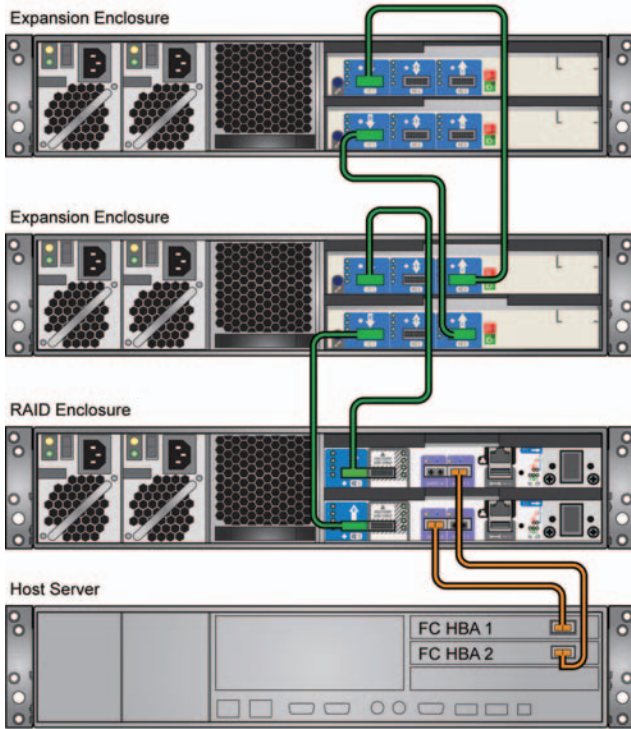 Expansion Enclosure
Expansion Enclosure
RAID Enclosure
Host Server
FC HBA 1
FC HBA 2